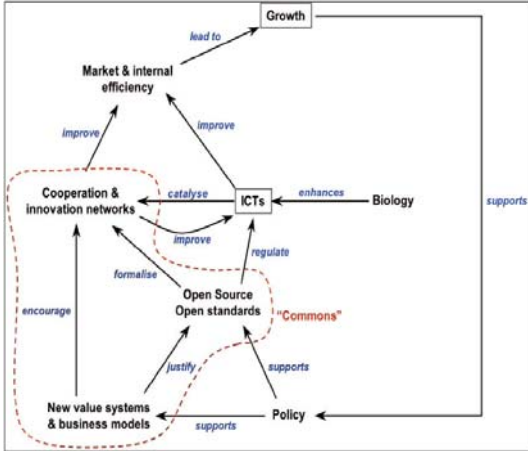 Growth
lead to
Market & internal
efficiency
improve
improve
Cooperation &
innovation networks
catalyse
ICTs
enhances
Biology
supports
improve
regulate
formalise
Open Source
Open standards
"Commons"
encourage
justify
supports
New value systems
& business models
supports
Policy